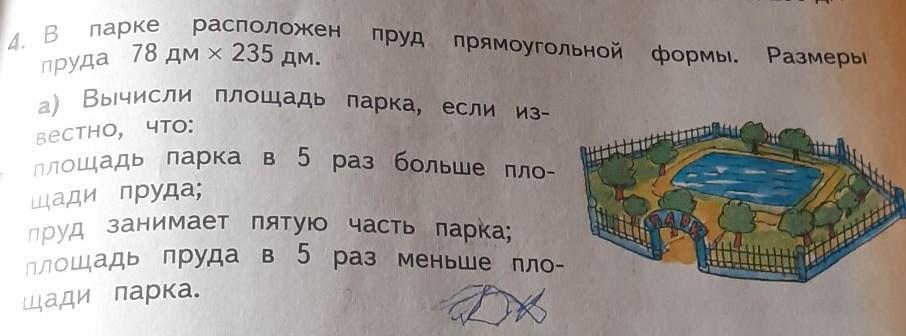 4. В парке расположен пруд прямоугольной формы. Размеры
пруда 78 дм × 235 дм.
а) Вычисли площадь парка, если из-
вестно, что:
площадь парка в 5 раз больше пло-
щади пруда;
пруд занимает пятую часть парка;
площадь пруда в 5 раз меньше пло-
щади парка.
ПАРК